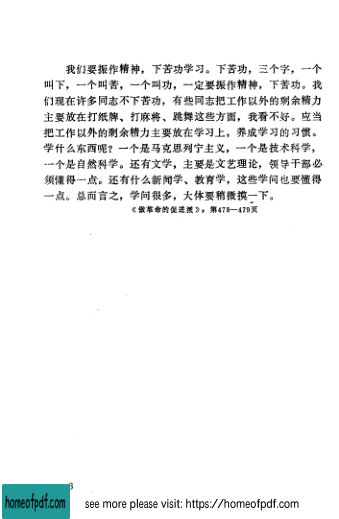 我们要振作精神，下苦功学习。下苦功，三个字，一个
叫下，一个叫苦，一个叫功，一定要振作精神，下苦功。我
们现在许多同志不下苦功，有些同志把工作以外的剩余精力
主要放在打纸牌、打麻将、跳舞这些方面，我看不好。应当
把工作以外的剩余精力主要放在学习上，养成学习的习惯。
学什么东西呢？一个是马克思列宁主义，一个是技术科学，
一个是自然科学。还有文学，主要是文艺理论，领导干部必
须懂得一点。还有什么新闻学、教育学，这些学问也要懂得
一点。总而言之，学问很多，大体要稍微摸一下。
《做革命的促进派》，第478—479页
homeofpdf.com
see more please visit: https://homeofpdf.com